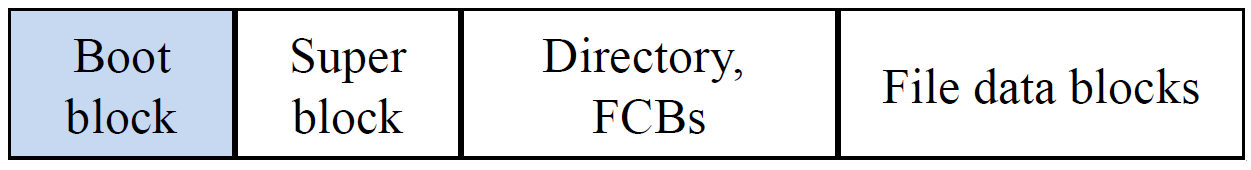 Boot
block
Super
block
Directory,
FCBs
File data blocks